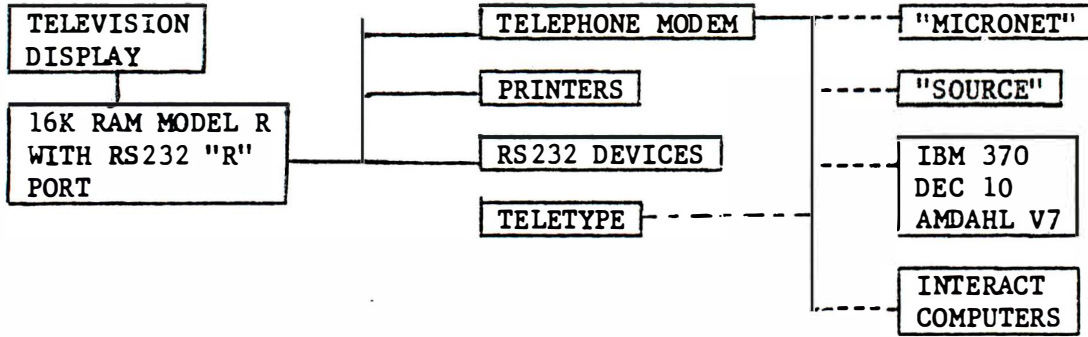 TELEVISION
DISPLAY
16K RAM MODEL R
WITH RS232 "R"
PORT
TELEPHONE MODEM
PRINTERS
RS232 DEVICES
TELETYPE
"MICRONET"
"SOURCE"
IBM 370
DEC 10
AMDAHL V7
INTERACT
COMPUTERS